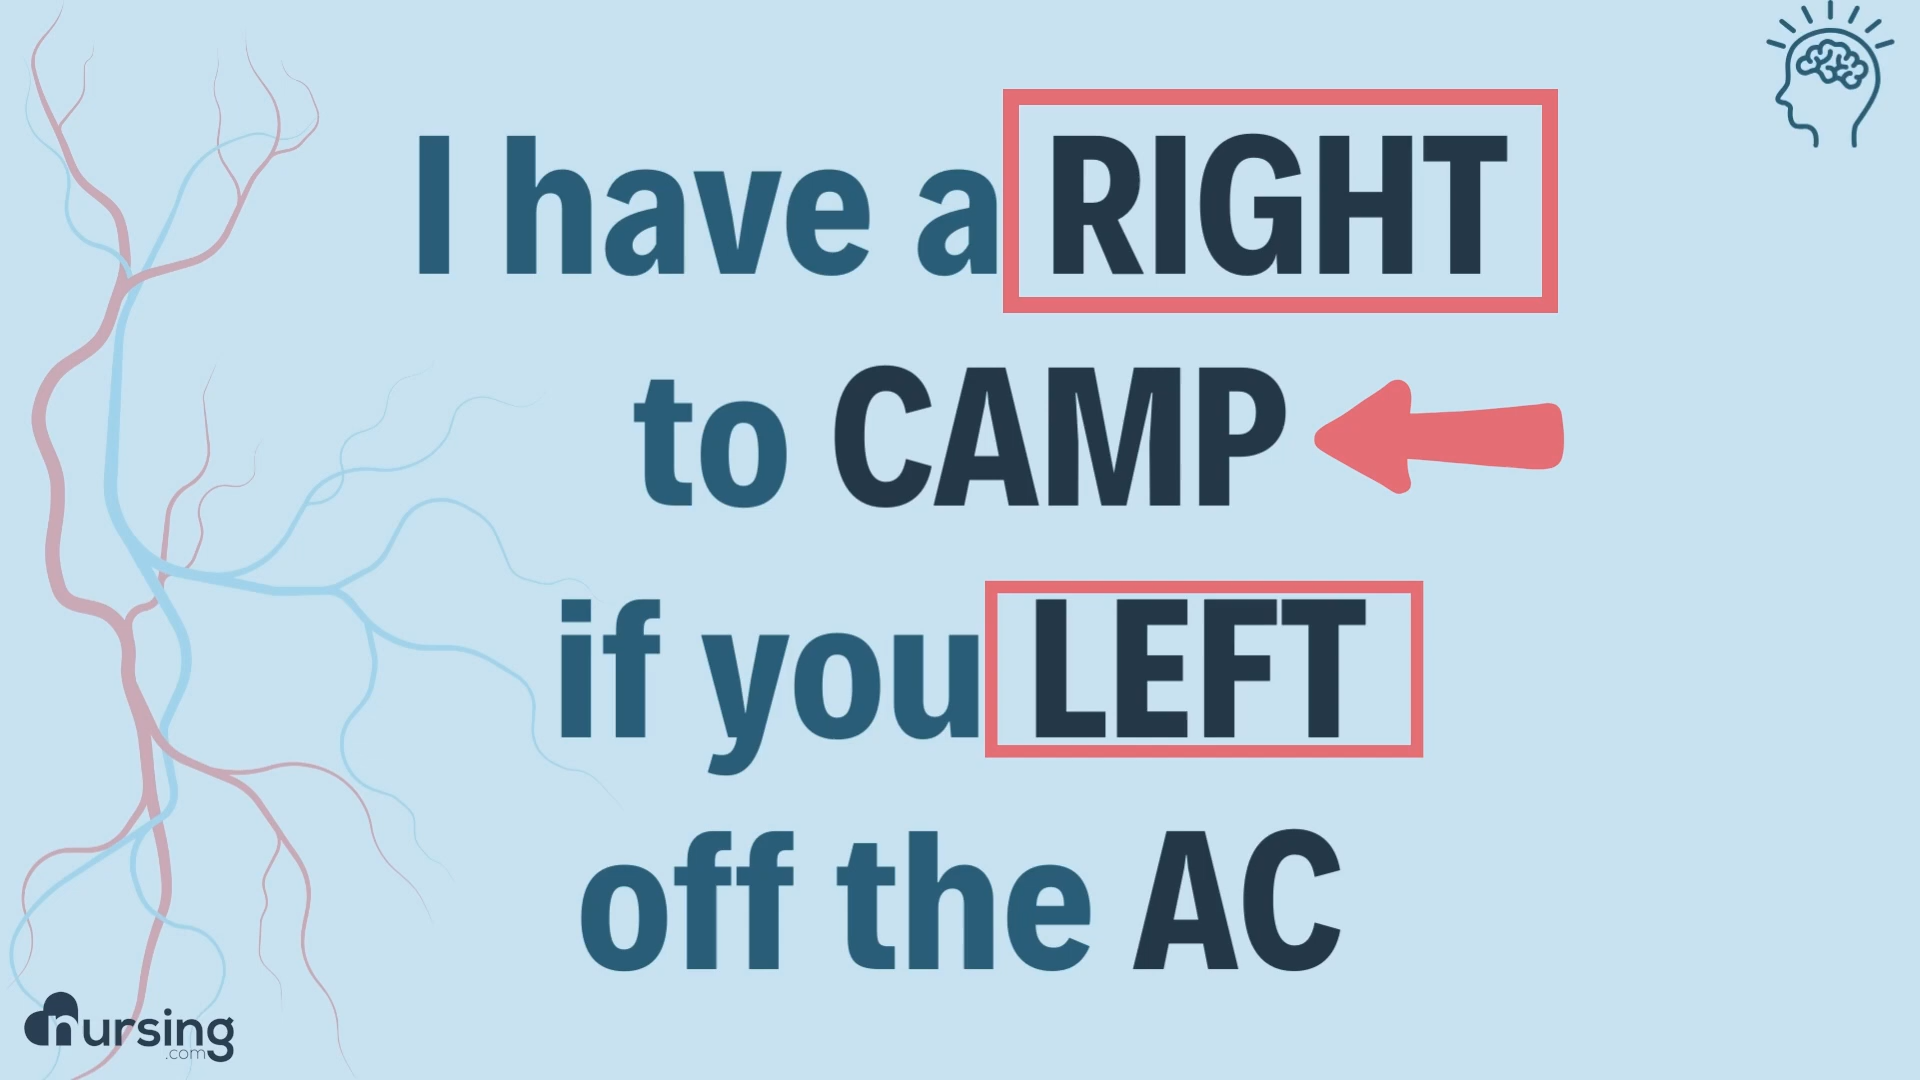 I have a RIGHT
to CAMP
if you LEFT
off the AC
nursing
.com